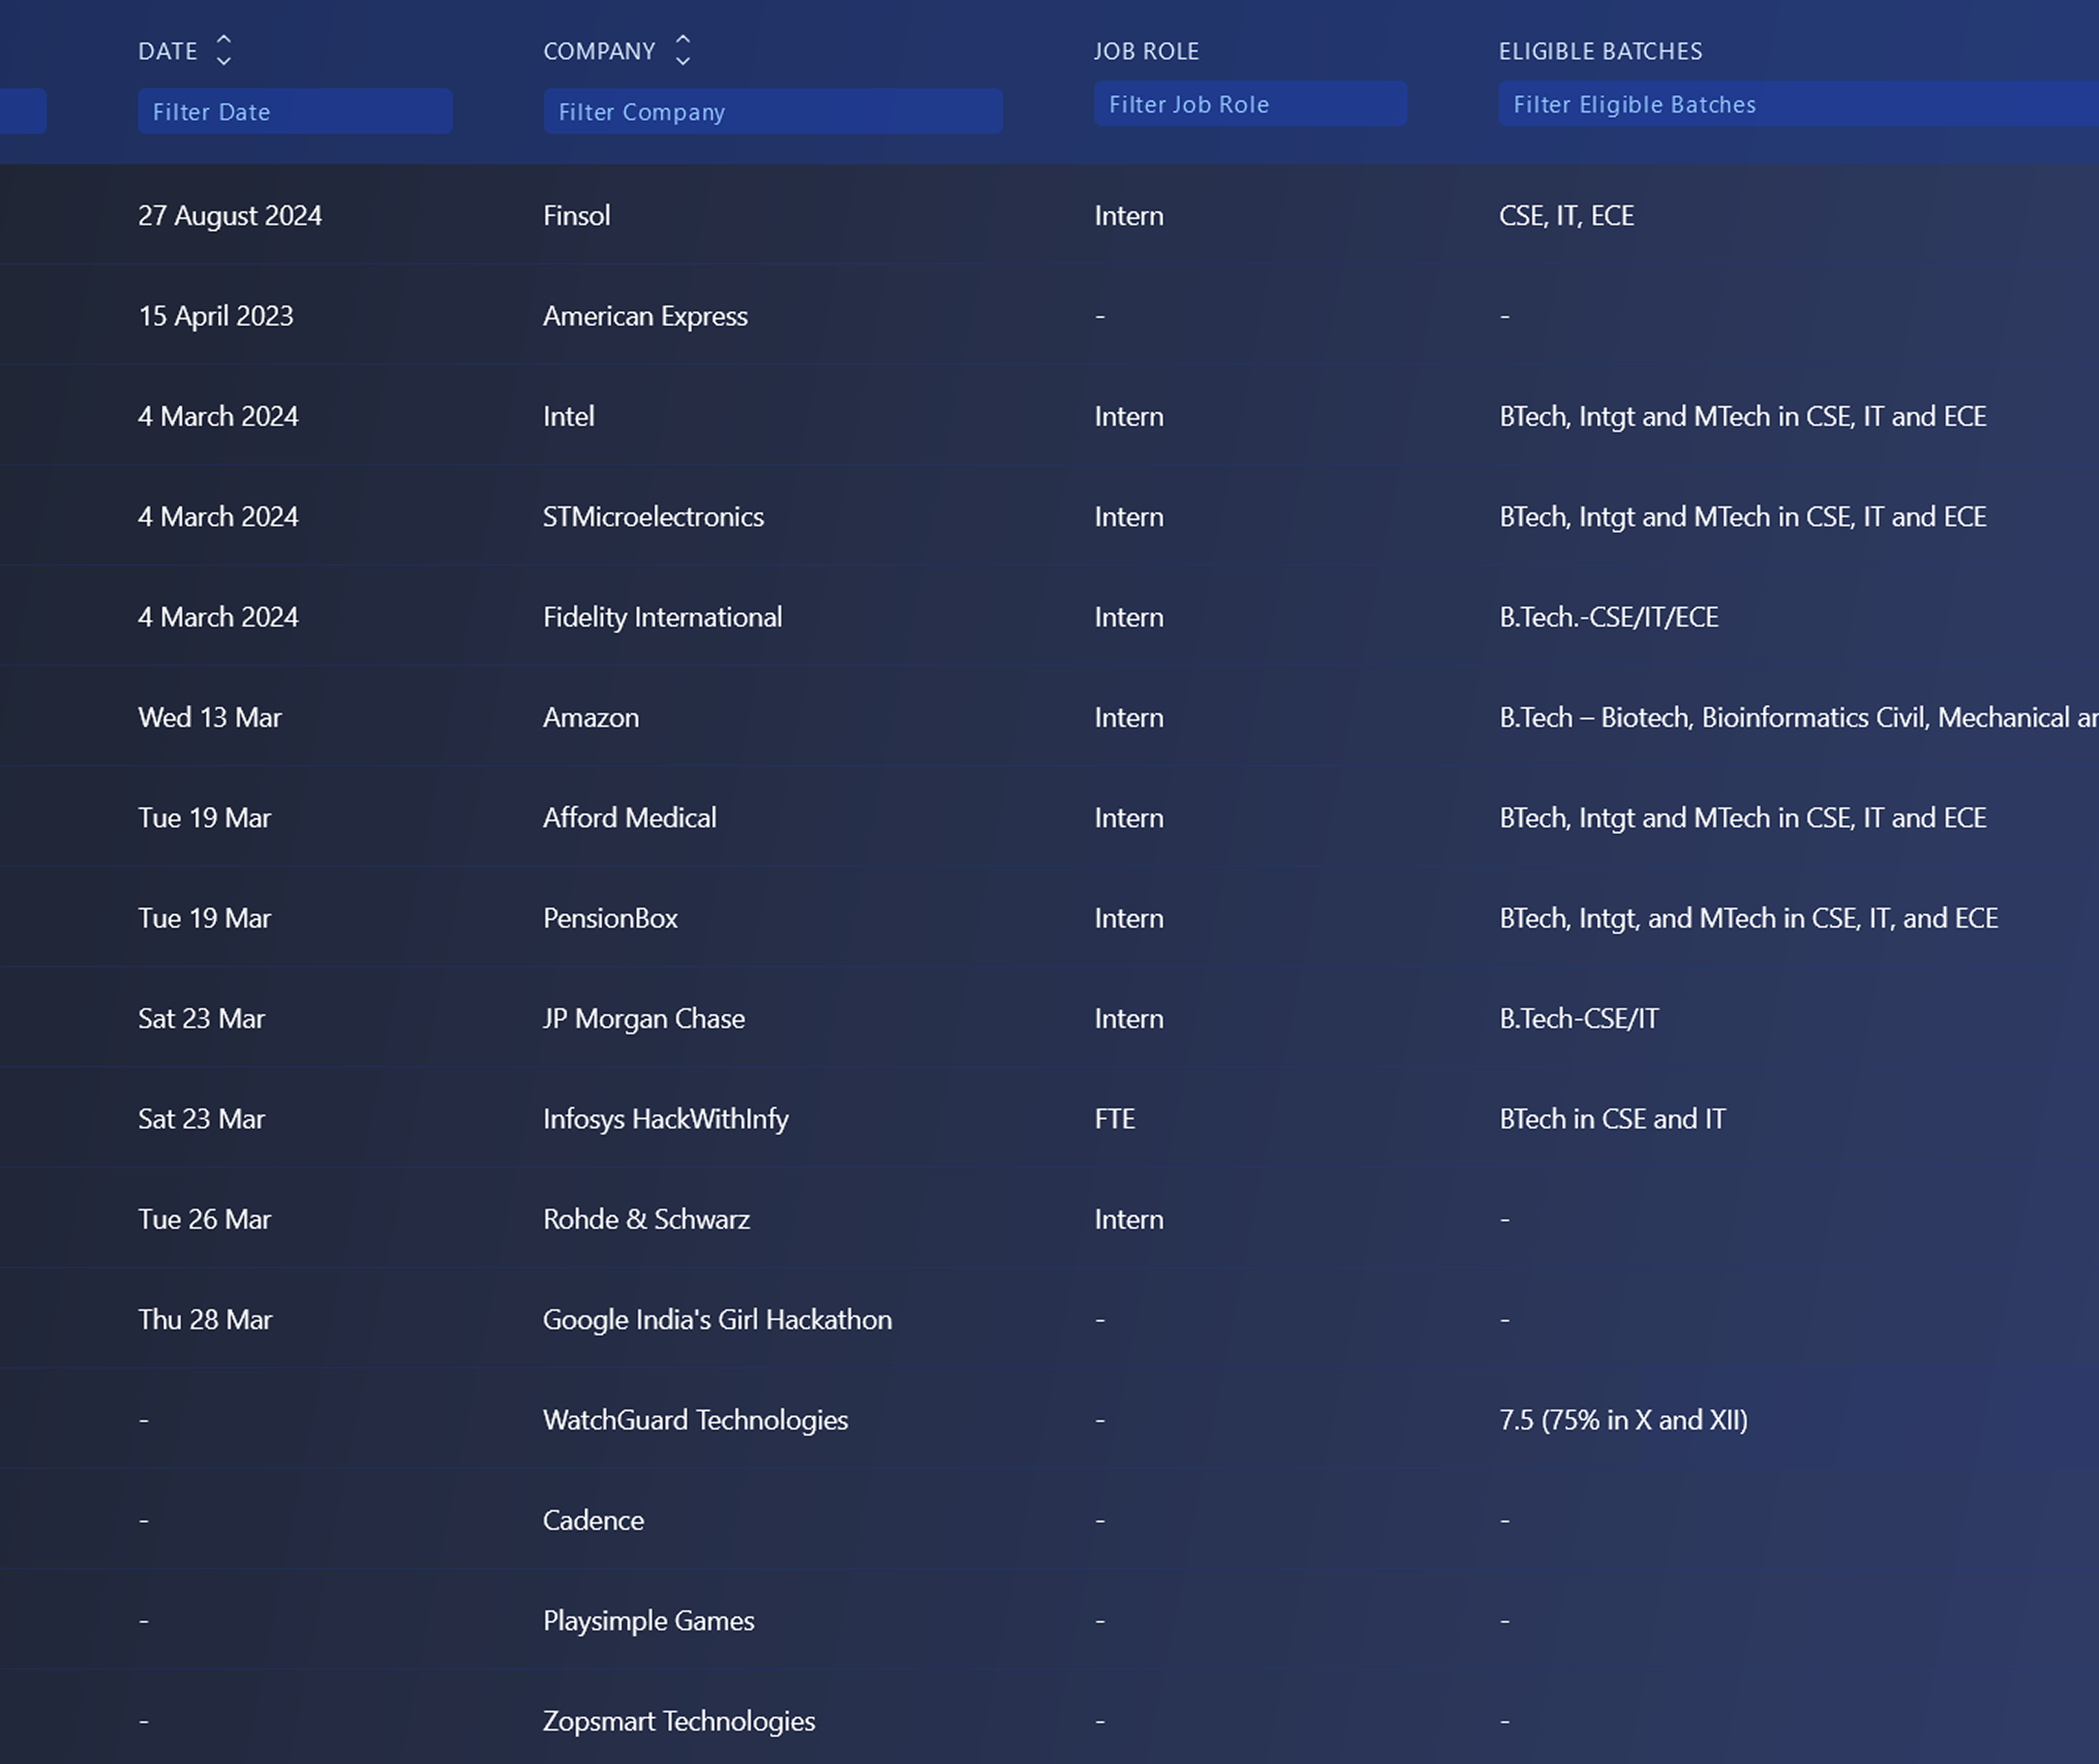 DATE COMPANY JOB ROLE ELIGIBLE BATCHES
Filter Date Filter Company Filter Job Role Filter Eligible Batches
27 August 2024 Finsol Intern CSE, IT, ECE
15 April 2023 American Express - -
4 March 2024 Intel Intern BTech, Intgt and MTech in CSE, IT and ECE
4 March 2024 STMicroelectronics Intern BTech, Intgt and MTech in CSE, IT and ECE
4 March 2024 Fidelity International Intern B.Tech.-CSE/IT/ECE
Wed 13 Mar Amazon Intern B.Tech – Biotech, Bioinformatics Civil, Mechanical
Tue 19 Mar Afford Medical Intern BTech, Intgt and MTech in CSE, IT and ECE
Tue 19 Mar PensionBox Intern BTech, Intgt, and MTech in CSE, IT, and ECE
Sat 23 Mar JP Morgan Chase Intern B.Tech-CSE/IT
Sat 23 Mar Infosys HackWithInfy FTE BTech in CSE and IT
Tue 26 Mar Rohde & Schwarz Intern -
Thu 28 Mar Google India's Girl Hackathon - -
- WatchGuard Technologies - 7.5 (75% in X and XII)
- Cadence - -
- Playsimple Games - -
- Zopsmart Technologies - -